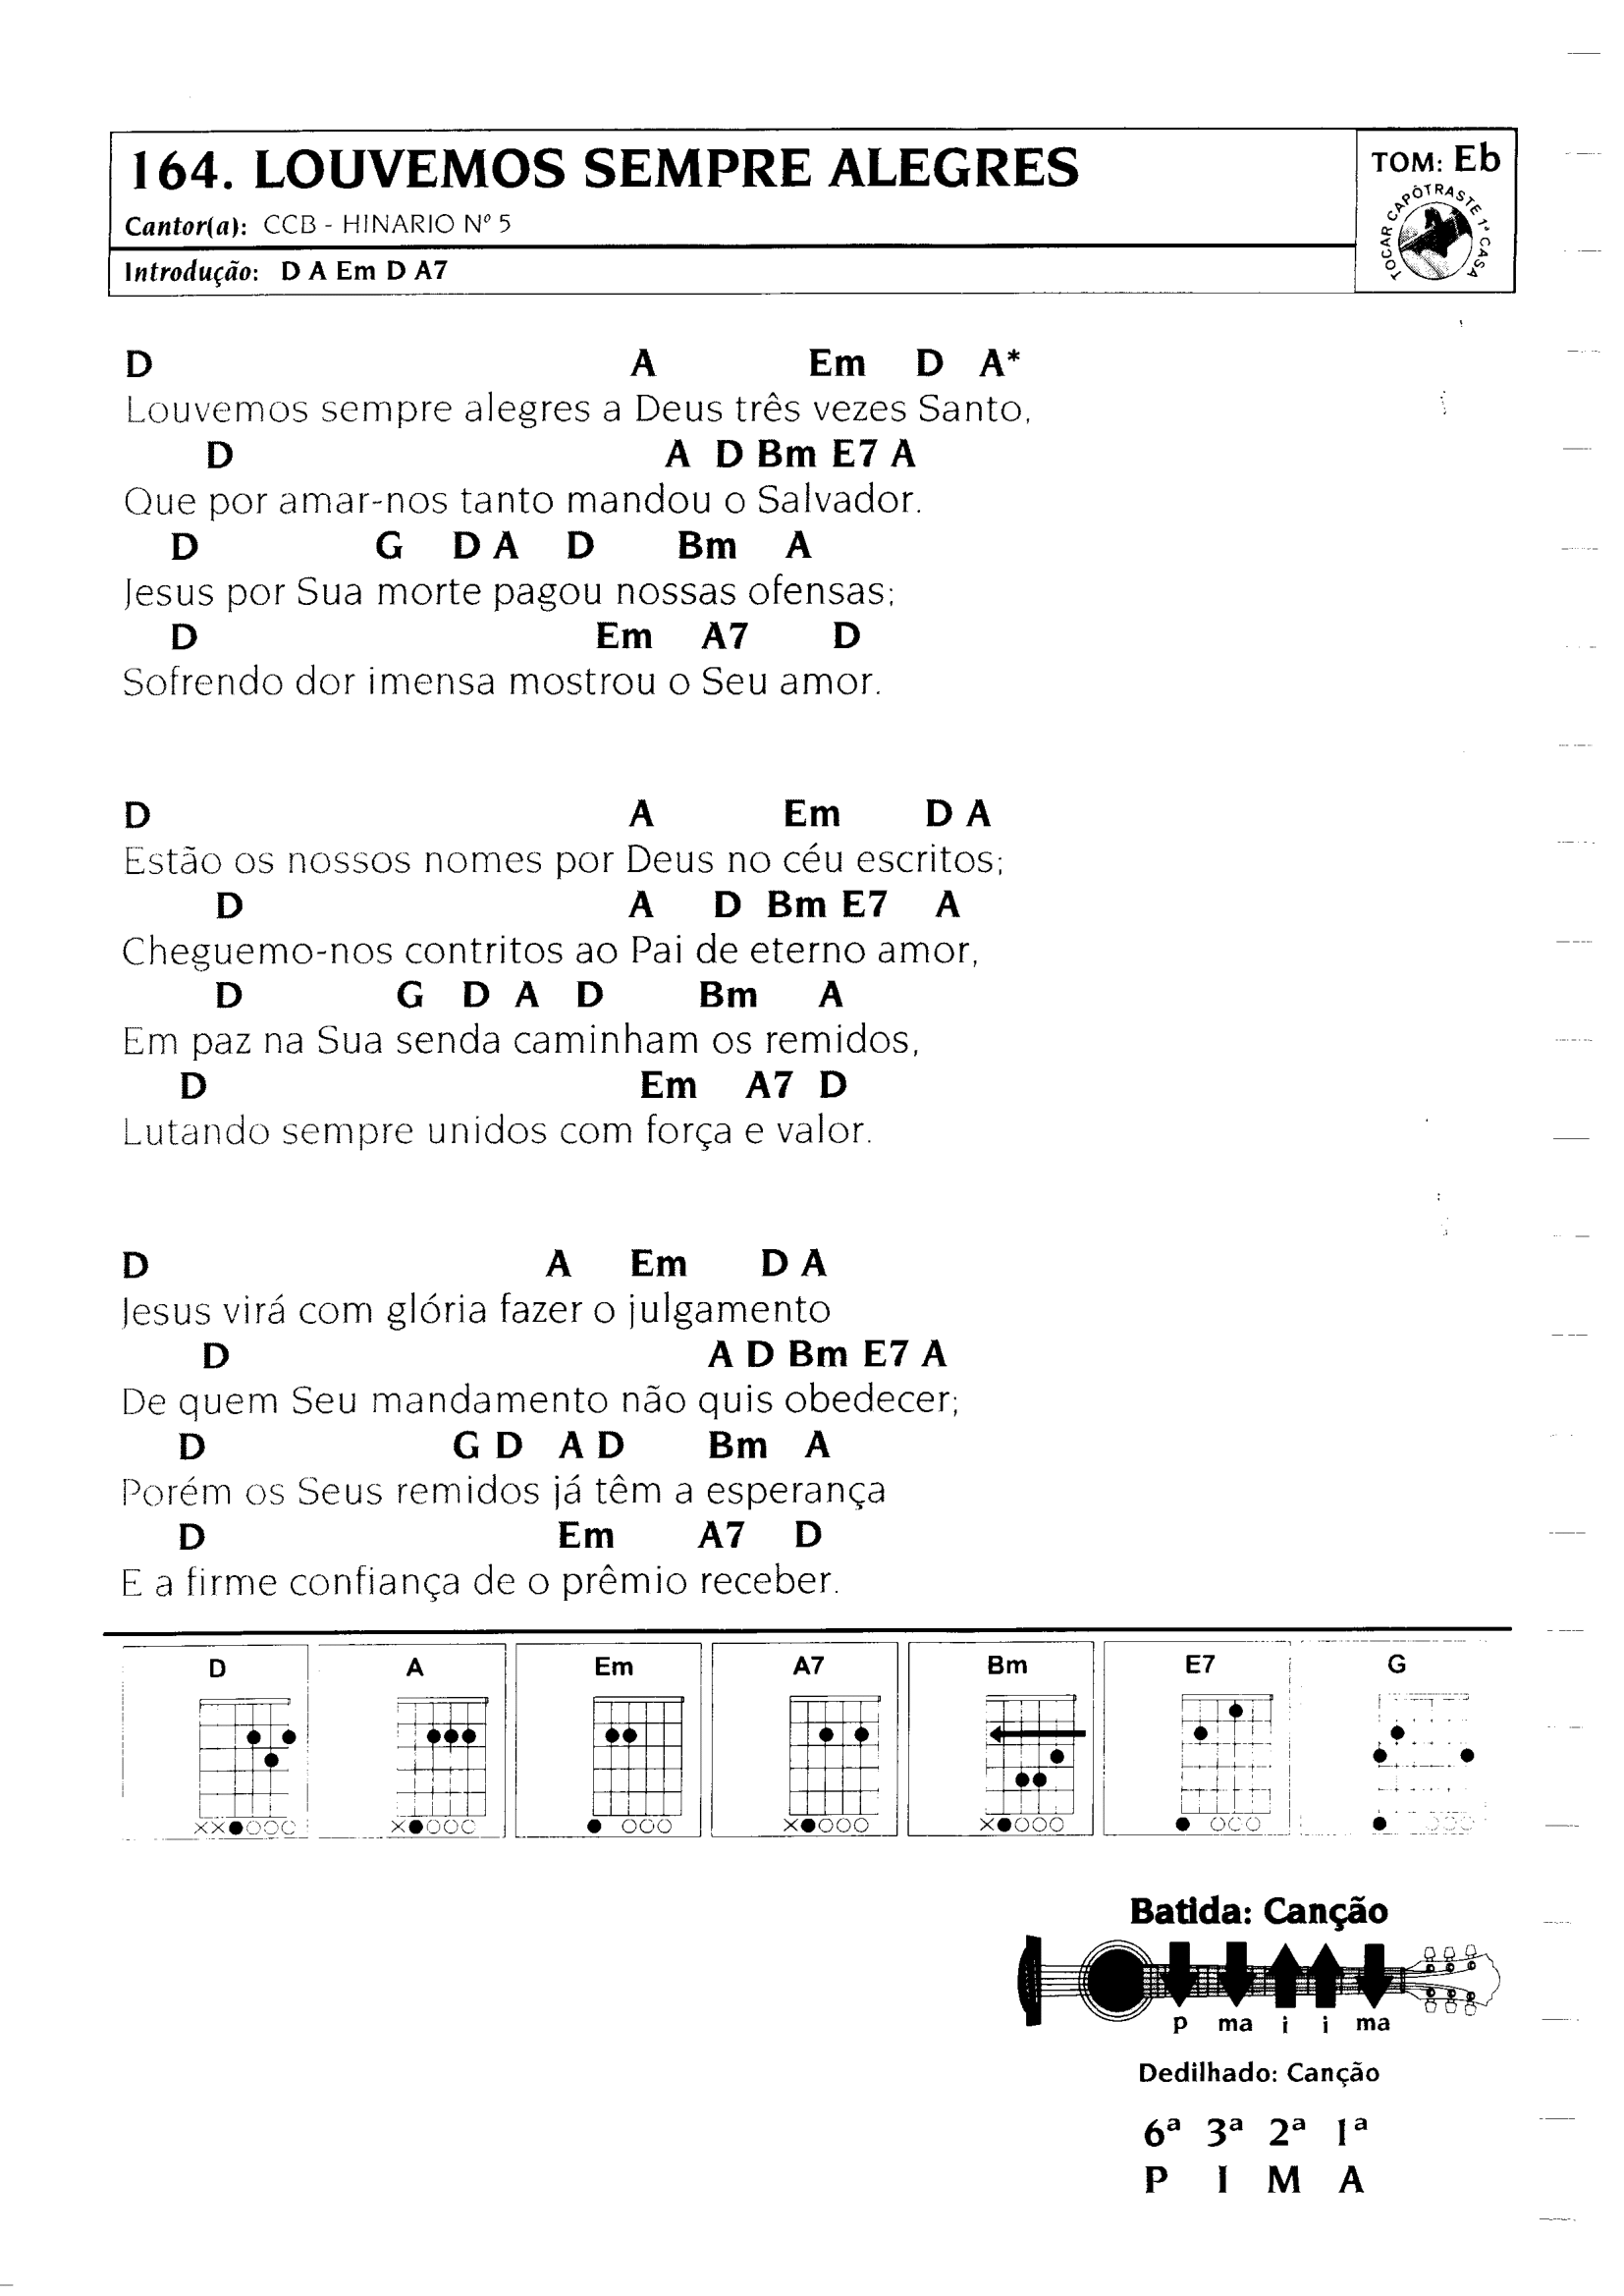 164. LOUVEMOS SEMPRE ALEGRES
TOM: Eb
Cantor(a): CCB - HINARIO Nº 5
TOCAR CAPÒTRASTE 1ª CASA
Introdução: D A Em D A7
D A Em D A*
Louvemos sempre alegres a Deus três vezes Santo,
D A D Bm E7 A
Que por amar-nos tanto mandou o Salvador.
D G D A D Bm A
Jesus por Sua morte pagou nossas ofensas;
D Em A7 D
Sofrendo dor imensa mostrou o Seu amor.
D A Em D A
Estão os nossos nomes por Deus no céu escritos;
D A D Bm E7 A
Cheguemo-nos contritos ao Pai de eterno amor,
D G D A D Bm A
Em paz na Sua senda caminham os remidos,
D Em A7 D
Lutando sempre unidos com força e valor.
D A Em D A
Jesus virá com glória fazer o julgamento
D A D Bm E7 A
De quem Seu mandamento não quis obedecer;
D G D A D Bm A
Porém os Seus remidos já têm a esperança
D Em A7 D
E a firme confiança de o prêmio receber.
D A Em A7 Bm E7 G
Batida: Canção
p ma i i ma
Dedilhado: Canção
6ª 3ª 2ª 1ª
P I M A